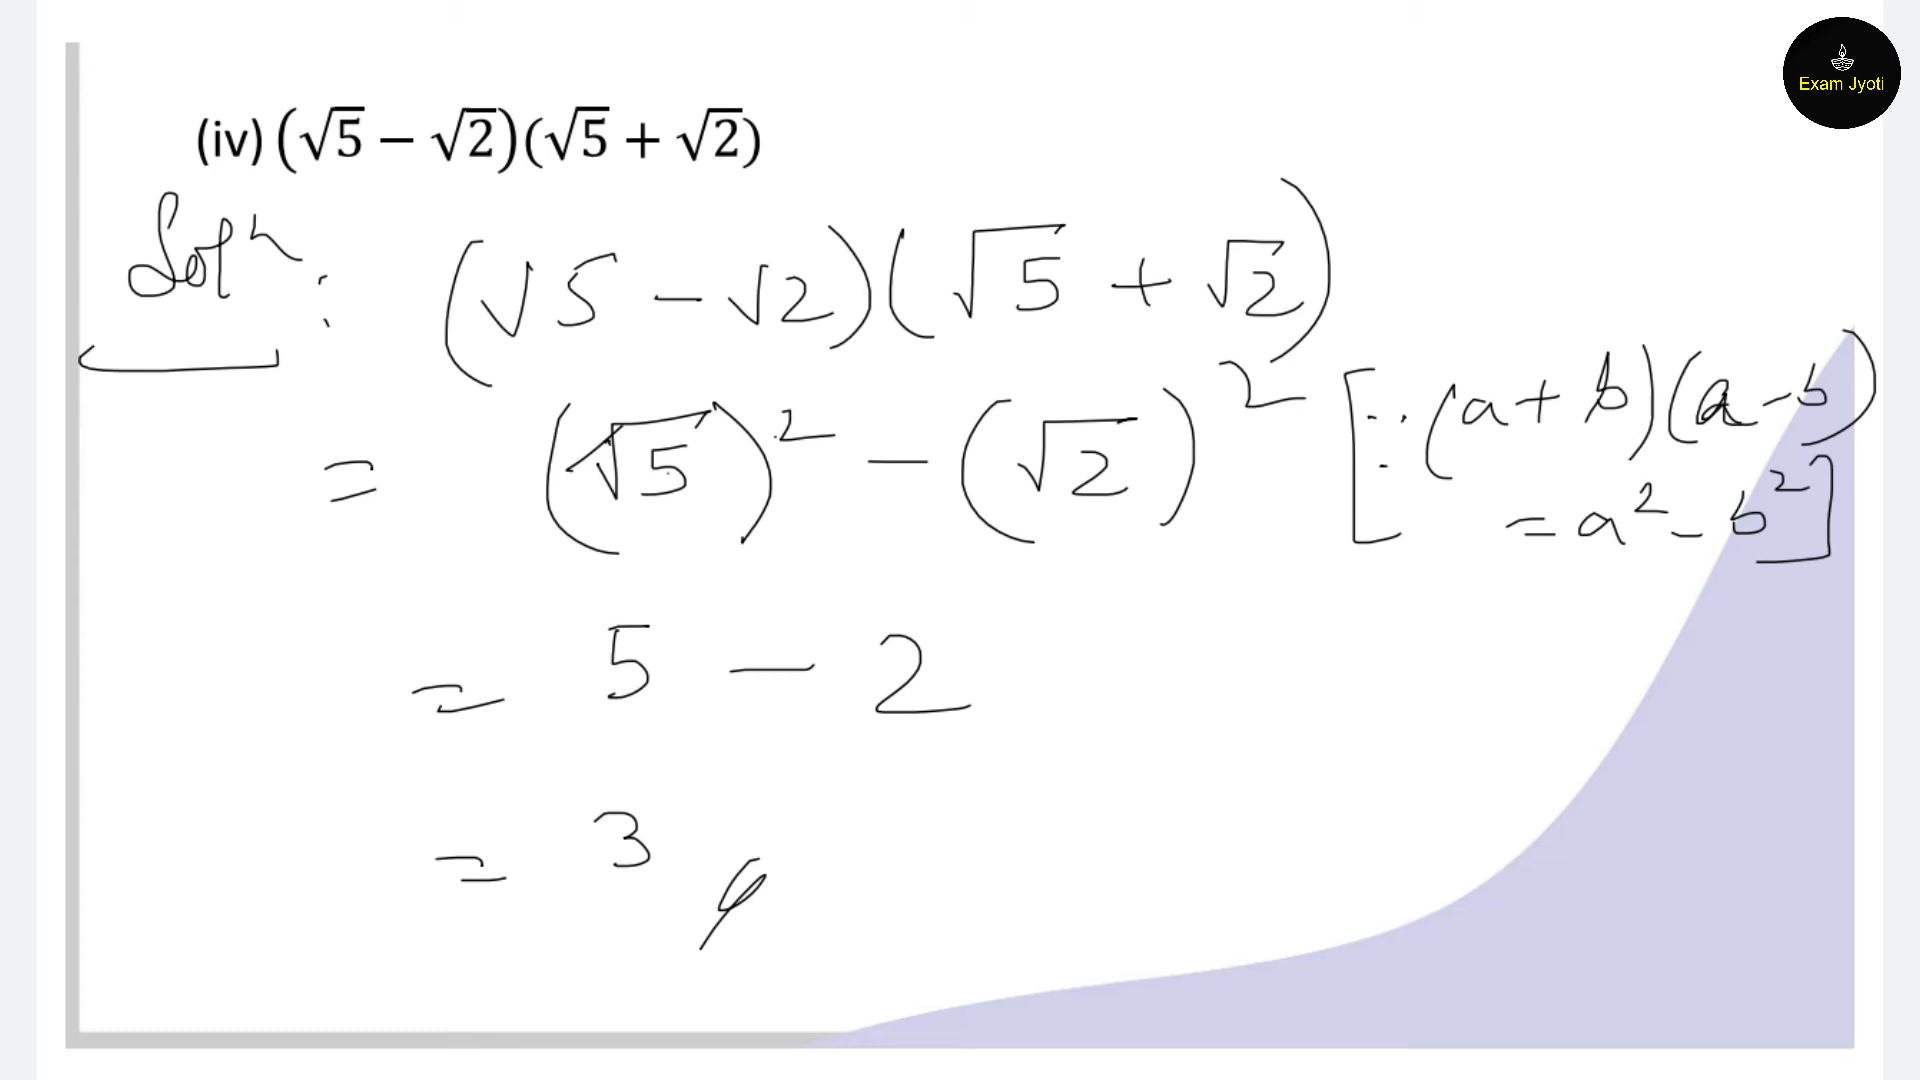 Exam Jyoti
(iv) (√5 − √2)(√5 + √2)
Solⁿ: (√5 − √2)(√5 + √2)
= (√5)² − (√2)² [∵ (a + b)(a − b)
= a² − b²]
= 5 − 2
= 3